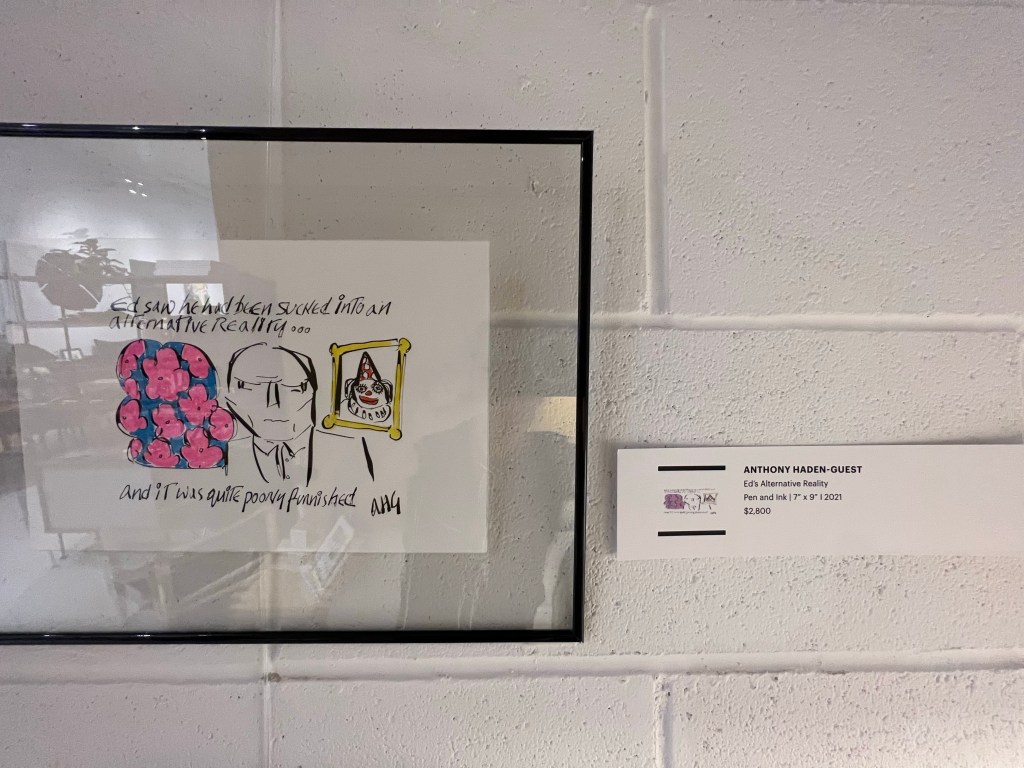 Ed saw he had been sucked into an
alternative Reality...
and it was quite poorly furnished
AHG
ANTHONY HADEN-GUEST
Ed's Alternative Reality
Pen and Ink | 7" x 9" | 2021
$2,800